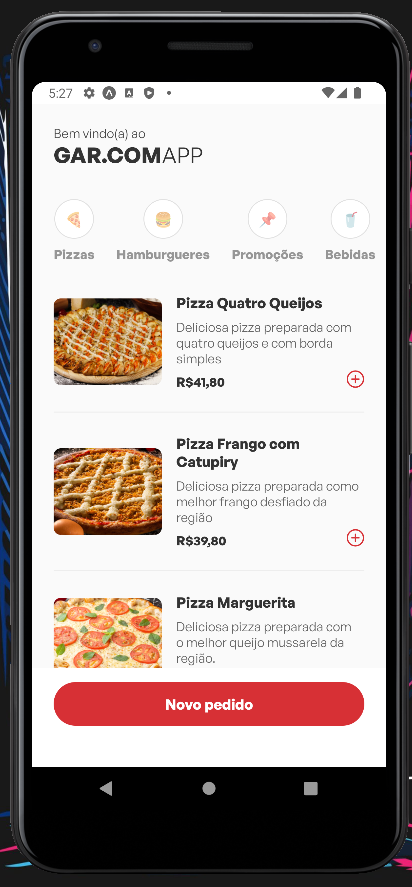 5:27
Bem vindo(a) ao
GAR.COMAPP
Pizzas Hamburgueres Promoções Bebidas
Pizza Quatro Queijos
Deliciosa pizza preparada com
quatro queijos e com borda
simples
R$41,80
Pizza Frango com
Catupiry
Deliciosa pizza preparada como
melhor frango desfiado da
região
R$39,80
Pizza Marguerita
Deliciosa pizza preparada com
o melhor queijo mussarela da
região.
Novo pedido